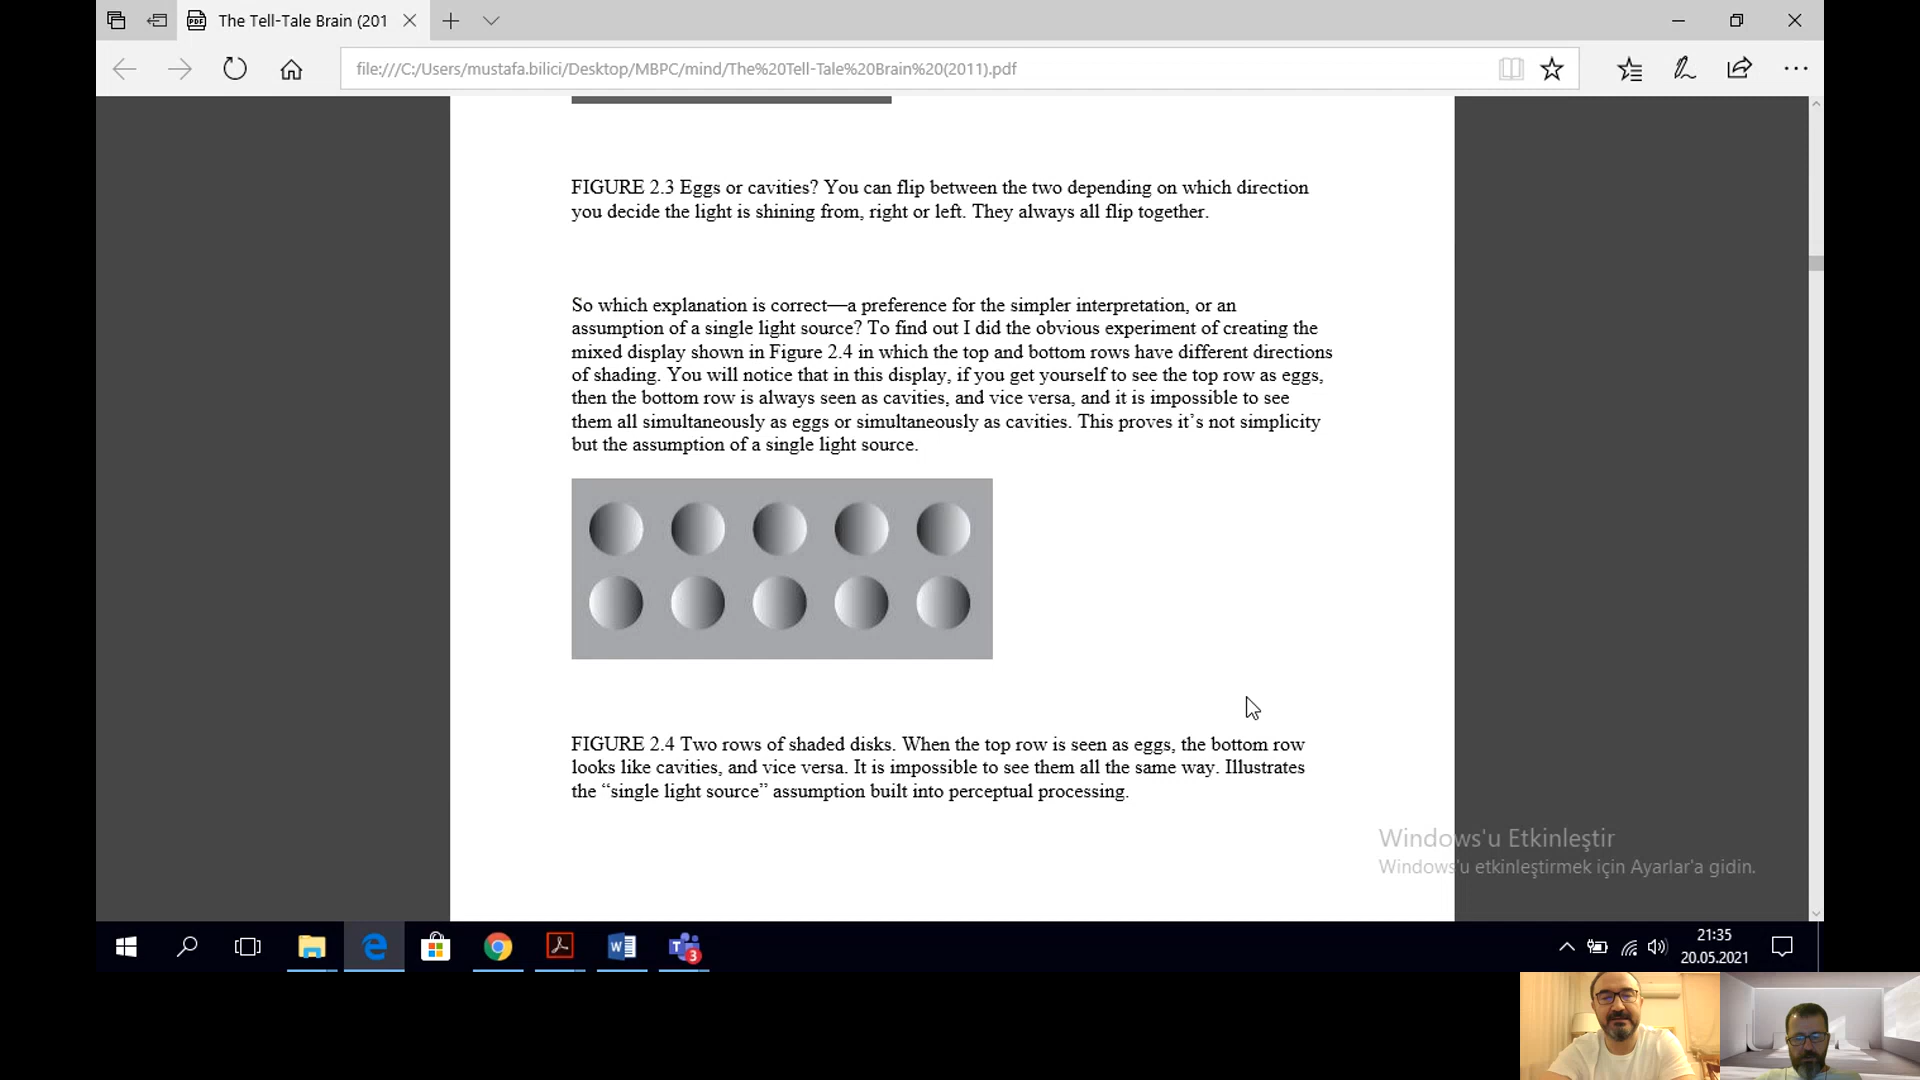 The Tell-Tale Brain (201
file:///C:/Users/mustafa.bilici/Desktop/MBPC/mind/The%20Tell-Tale%20Brain%20(2011).pdf
FIGURE 2.3 Eggs or cavities? You can flip between the two depending on which direction
you decide the light is shining from, right or left. They always all flip together.
So which explanation is correct—a preference for the simpler interpretation, or an
assumption of a single light source? To find out I did the obvious experiment of creating the
mixed display shown in Figure 2.4 in which the top and bottom rows have different directions
of shading. You will notice that in this display, if you get yourself to see the top row as eggs,
then the bottom row is always seen as cavities, and vice versa, and it is impossible to see
them all simultaneously as eggs or simultaneously as cavities. This proves it’s not simplicity
but the assumption of a single light source.
FIGURE 2.4 Two rows of shaded disks. When the top row is seen as eggs, the bottom row
looks like cavities, and vice versa. It is impossible to see them all the same way. Illustrates
the “single light source” assumption built into perceptual processing.
Windows'u Etkinleştir
Windows'u etkinleştirmek için Ayarlar'a gidin.
3
21:35
20.05.2021